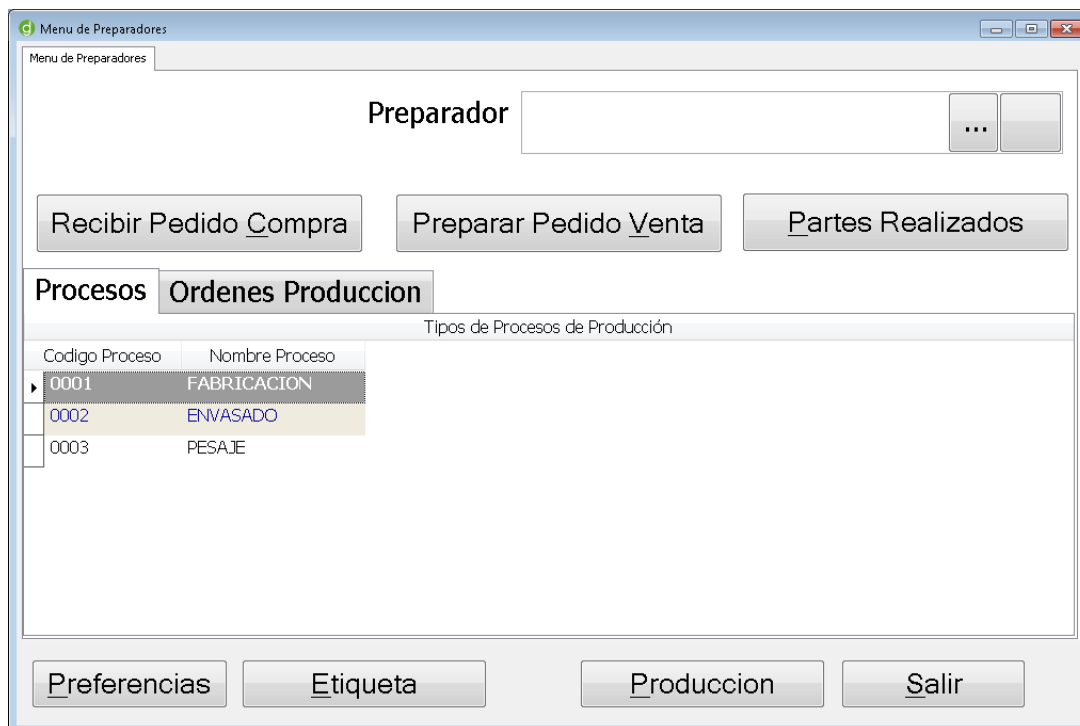 Menu de Preparadores
Menu de Preparadores
Preparador
...
Recibir Pedido Compra
Preparar Pedido Venta
Partes Realizados
Procesos
Ordenes Produccion
Tipos de Procesos de Producción
Codigo Proceso Nombre Proceso
0001 FABRICACION
0002 ENVASADO
0003 PESAJE
Preferencias
Etiqueta
Produccion
Salir